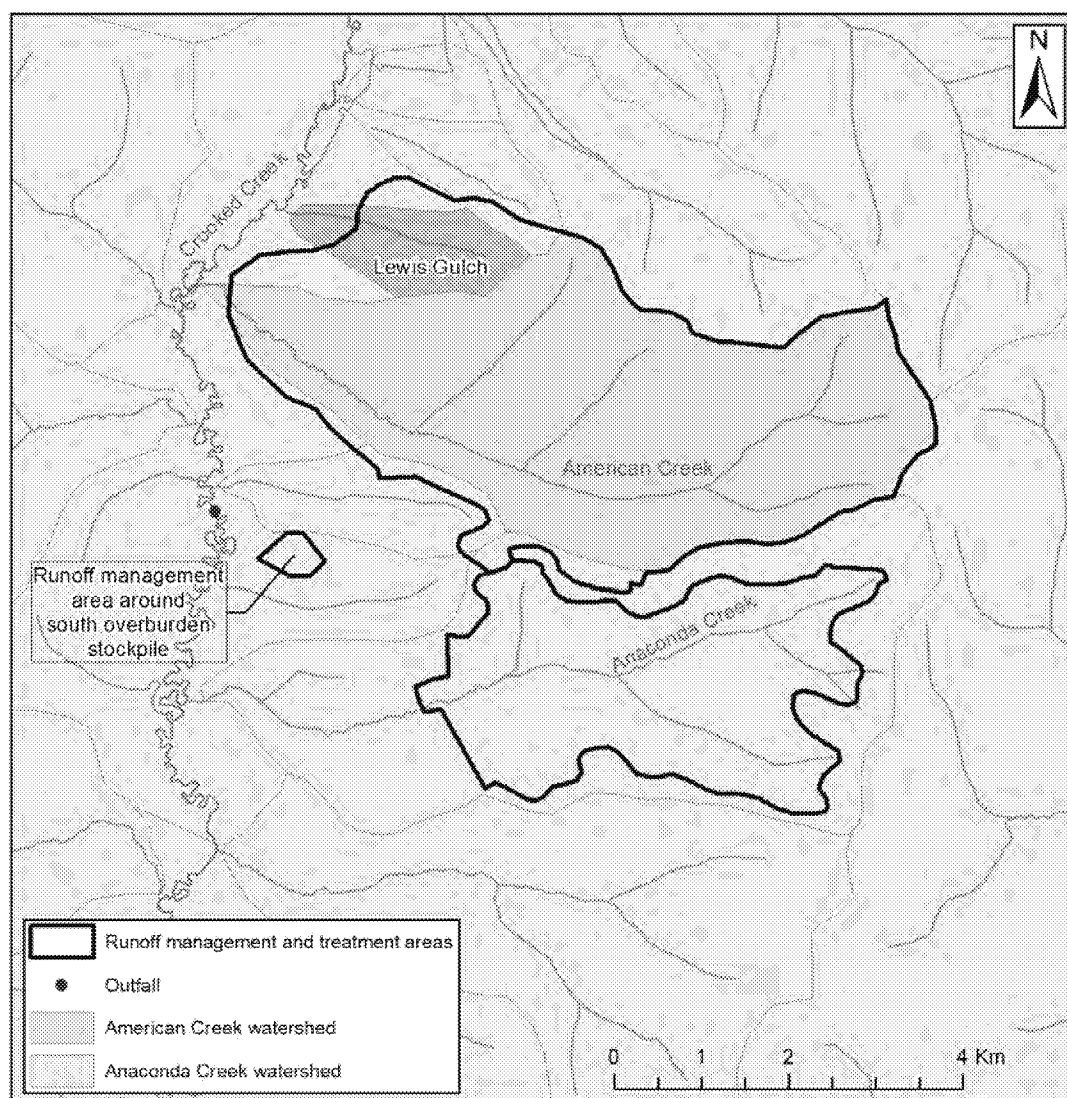 N
Crooked Creek
Lewis Gulch
American Creek
Runoff management
area around
south overburden
stockpile
Anaconda Creek
Runoff management and treatment areas
Outfall
American Creek watershed
Anaconda Creek watershed
0 1 2 4 Km